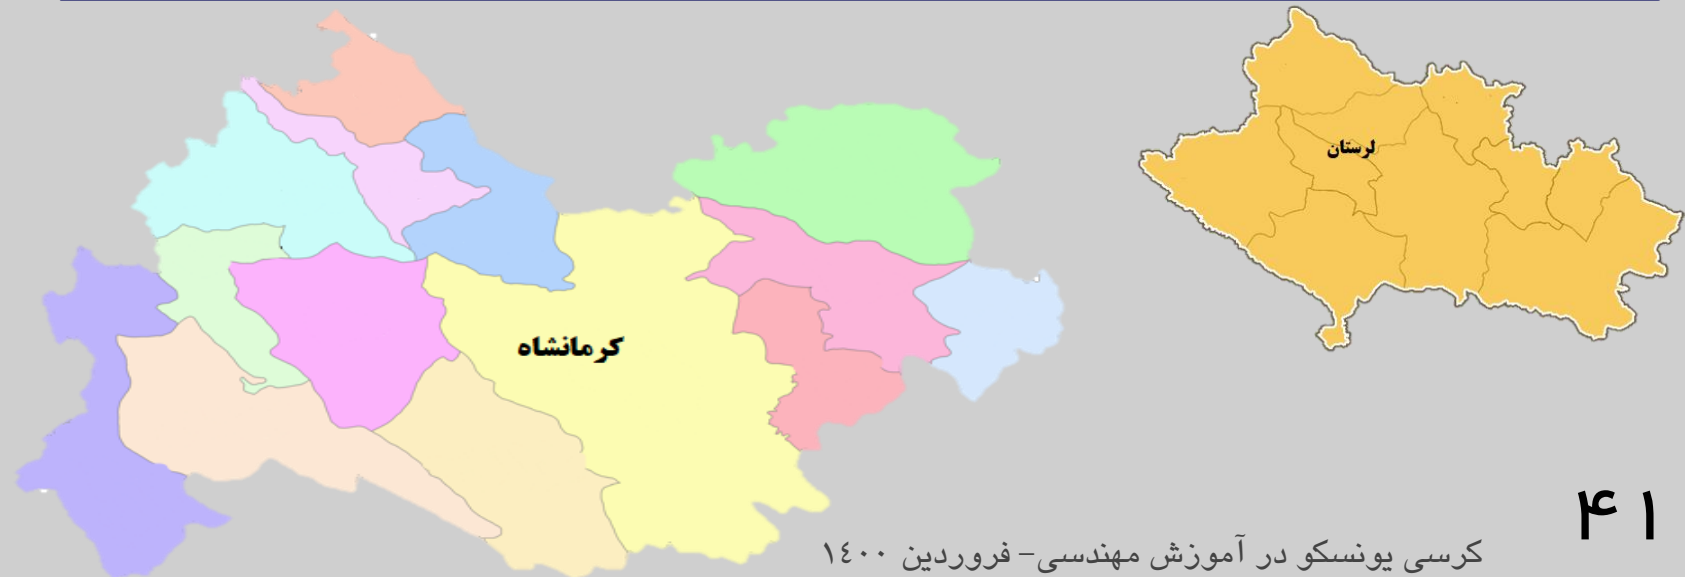 لرستان
کرمانشاه
۴۱
کرسی یونسکو در آموزش مهندسی- فروردین ۱٤۰۰